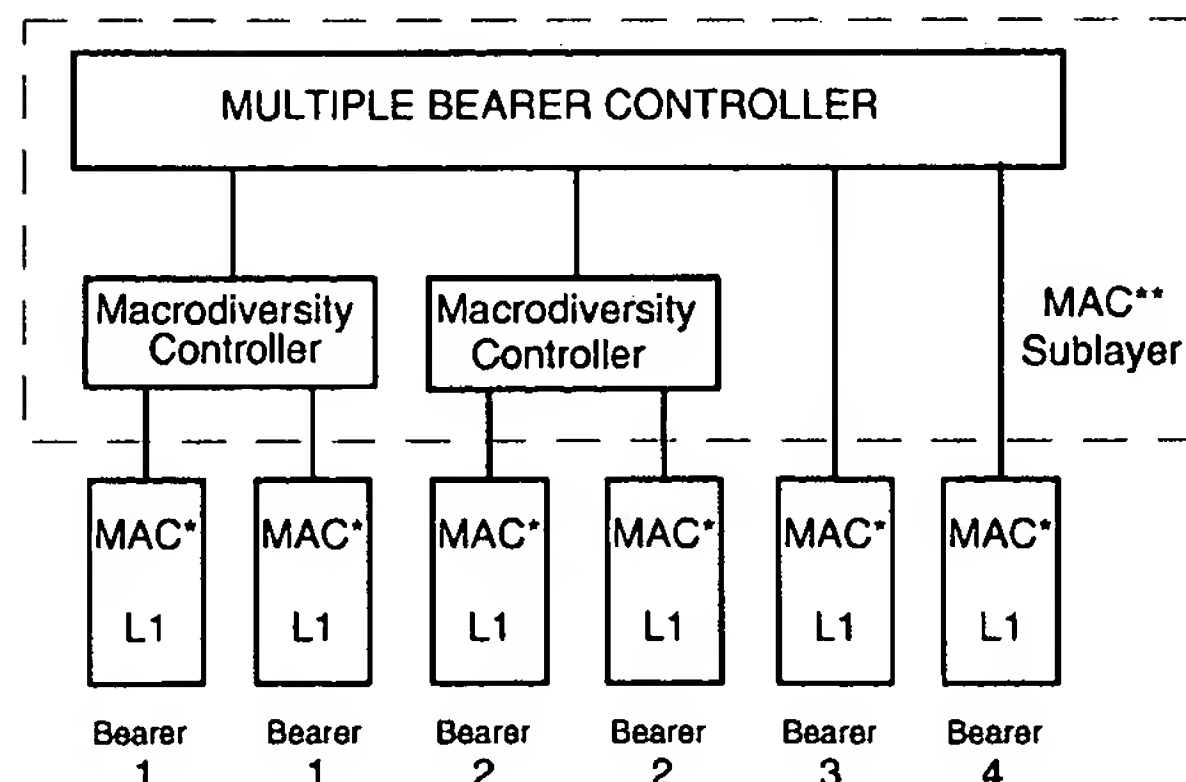 MULTIPLE BEARER CONTROLLER
Macrodiversity
Controller
Macrodiversity
Controller
MAC**
Sublayer
MAC*
L1
MAC*
L1
MAC*
L1
MAC*
L1
MAC*
L1
MAC*
L1
Bearer
1
Bearer
1
Bearer
2
Bearer
2
Bearer
3
Bearer
4